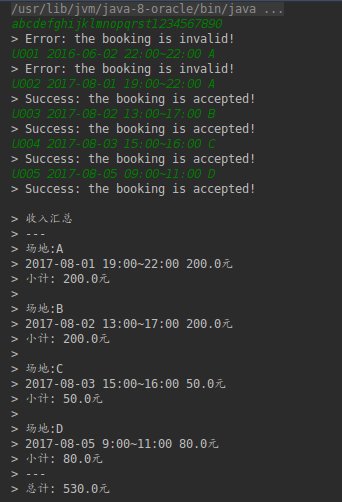 /usr/lib/jvm/java-8-oracle/bin/java ...
abcdefghijklmnopqrst1234567890
> Error: the booking is invalid!
U001 2016-06-02 22:00~22:00 A
> Error: the booking is invalid!
U002 2017-08-01 19:00~22:00 A
> Success: the booking is accepted!
U003 2017-08-02 13:00~17:00 B
> Success: the booking is accepted!
U004 2017-08-03 15:00~16:00 C
> Success: the booking is accepted!
U005 2017-08-05 09:00~11:00 D
> Success: the booking is accepted!
> 收入汇总
> ---
> 场地:A
> 2017-08-01 19:00~22:00 200.0元
> 小计: 200.0元
>
> 场地:B
> 2017-08-02 13:00~17:00 200.0元
> 小计: 200.0元
>
> 场地:C
> 2017-08-03 15:00~16:00 50.0元
> 小计: 50.0元
>
> 场地:D
> 2017-08-05 9:00~11:00 80.0元
> 小计: 80.0元
> ---
> 总计: 530.0元